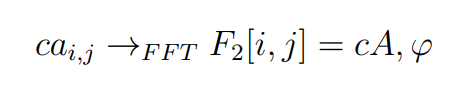 ca_{i,j} →_{FFT} F_2[i, j] = cA, φ